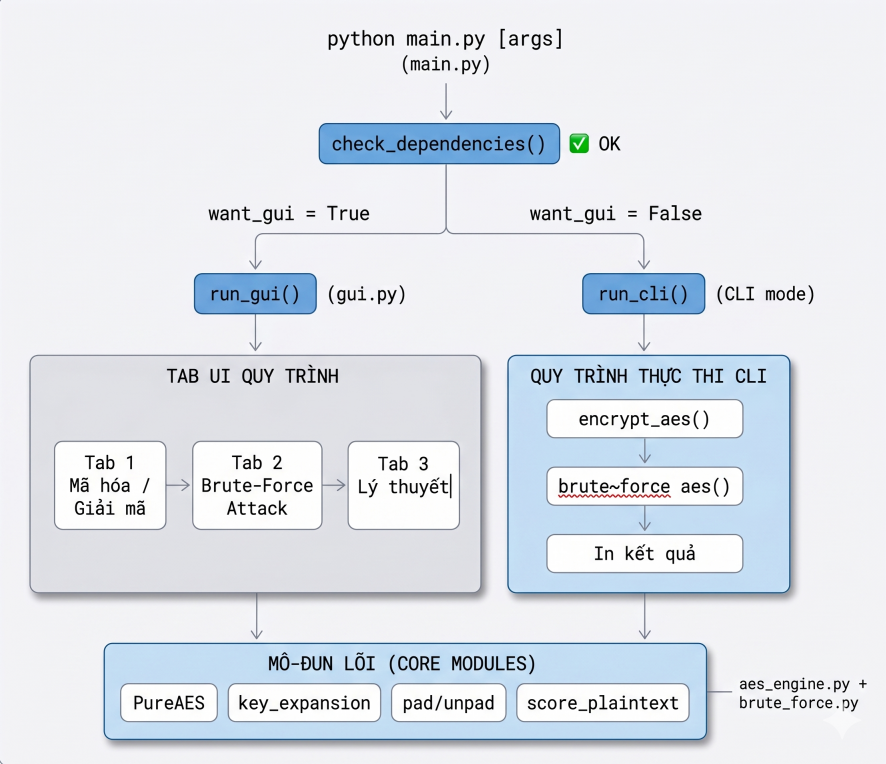 python main.py [args]
(main.py)
check_dependencies() ✅ OK
want_gui = True
want_gui = False
run_gui() (gui.py)
run_cli() (CLI mode)
TAB UI QUY TRÌNH
Tab 1
Mã hóa /
Giải mã
Tab 2
Brute-Force
Attack
Tab 3
Lý thuyết
QUY TRÌNH THỰC THI CLI
encrypt_aes()
brute~force aes()
In kết quả
MÔ-ĐUN LÕI (CORE MODULES)
PureAES
key_expansion
pad/unpad
score_plaintext
aes_engine.py +
brute_force.py